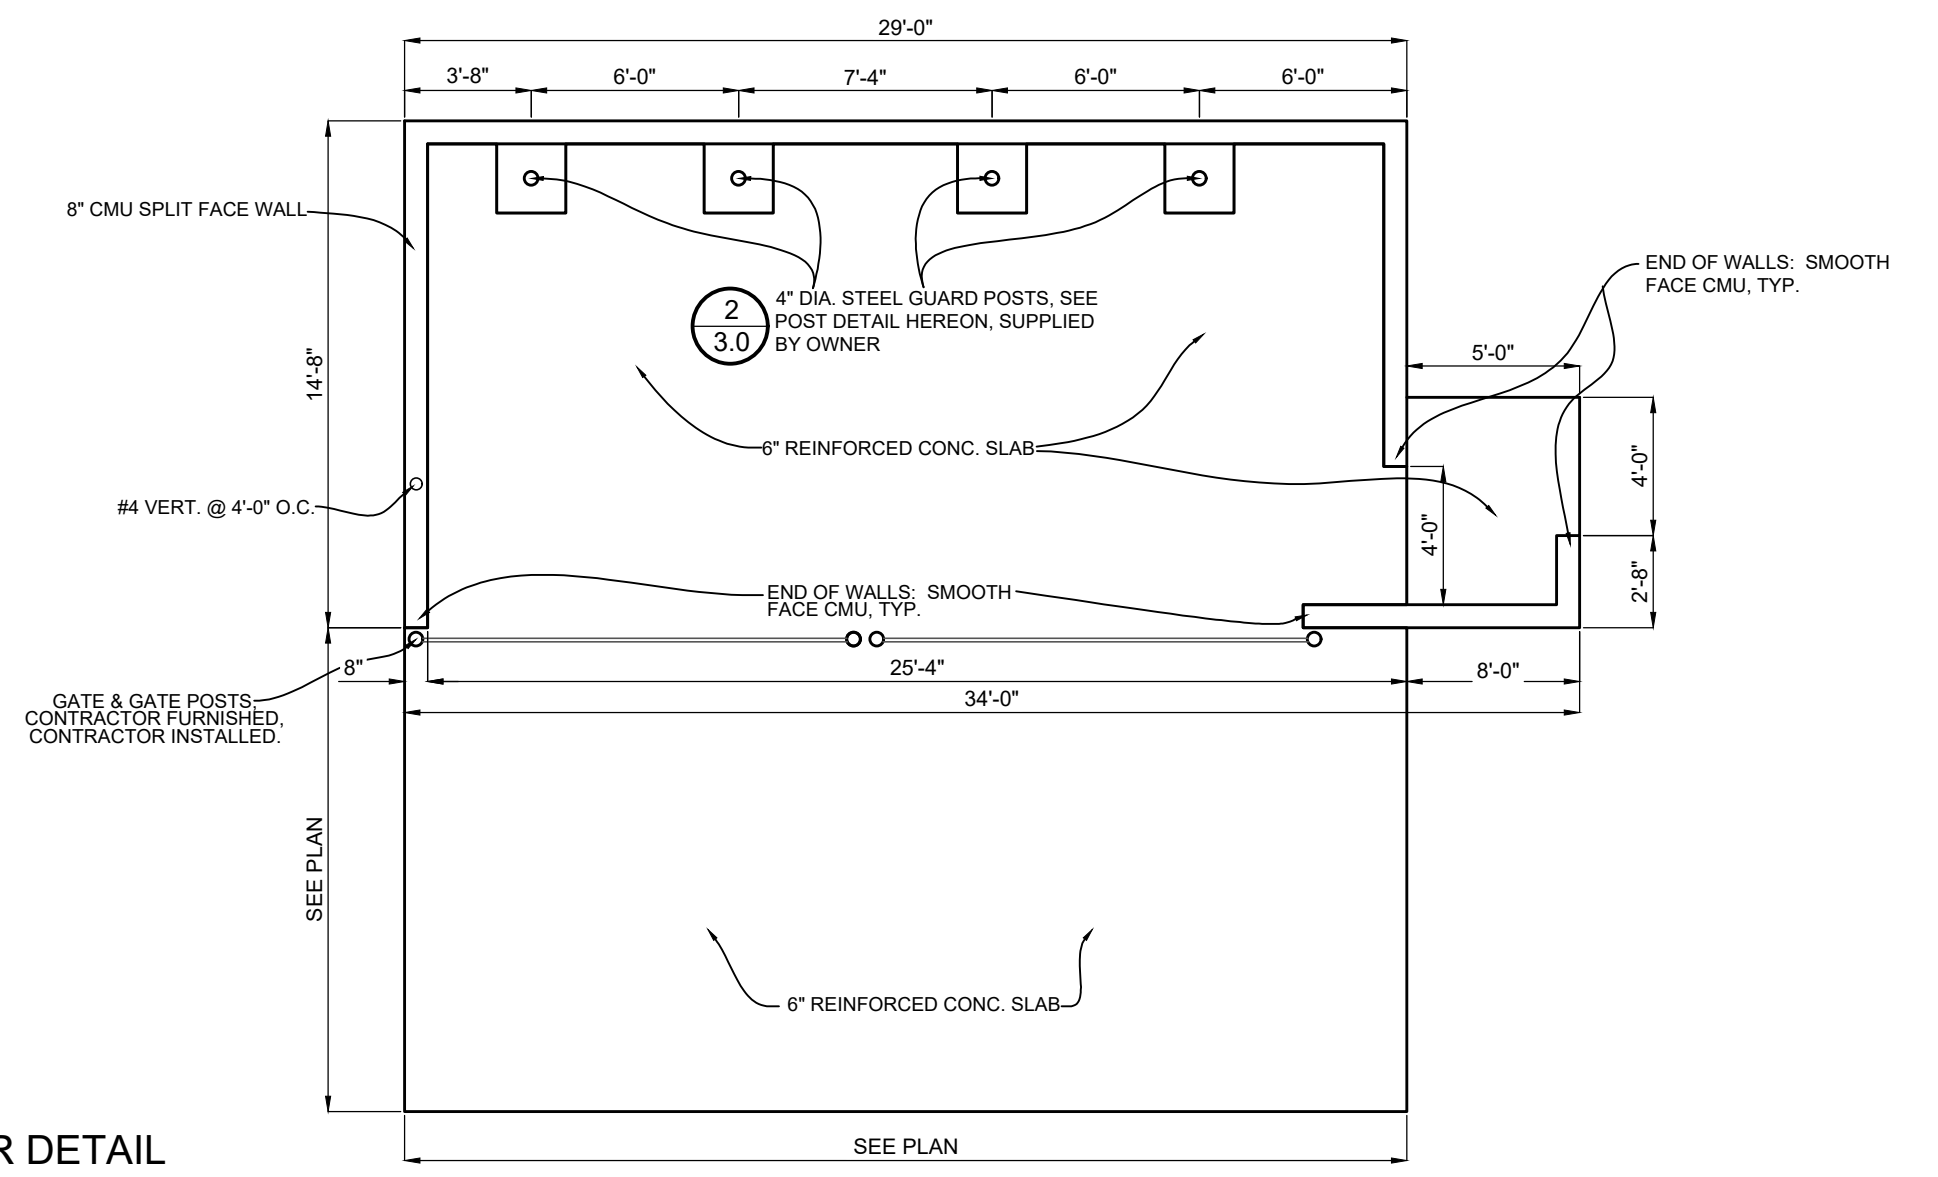 29'-0"
3'-8" 6'-0" 7'-4" 6'-0" 6'-0"
8" CMU SPLIT FACE WALL
END OF WALLS: SMOOTH
FACE CMU, TYP.
2
3.0
4" DIA. STEEL GUARD POSTS, SEE
POST DETAIL HEREON, SUPPLIED
BY OWNER
14'-8"
5'-0"
6" REINFORCED CONC. SLAB
4'-0"
4'-0"
#4 VERT. @ 4'-0" O.C.
2'-8"
END OF WALLS: SMOOTH
FACE CMU, TYP.
8" 25'-4" 8'-0"
34'-0"
GATE & GATE POSTS,
CONTRACTOR FURNISHED,
CONTRACTOR INSTALLED.
SEE PLAN
6" REINFORCED CONC. SLAB
SEE PLAN
R DETAIL